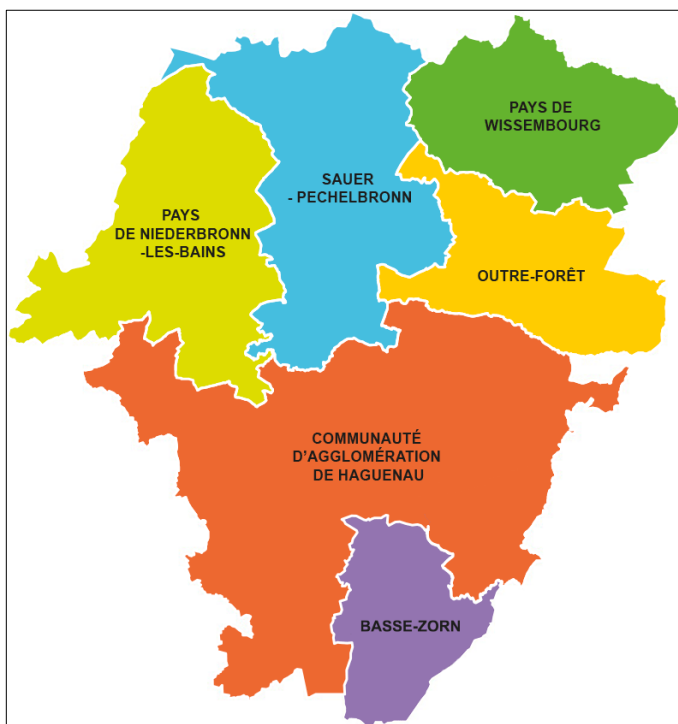 PAYS DE
WISSEMBOURG
SAUER
- PECHELBRONN
PAYS
DE NIEDERBRONN
-LES-BAINS
OUTRE-FORÊT
COMMUNAUTÉ
D'AGGLOMÉRATION
DE HAGUENAU
BASSE-ZORN